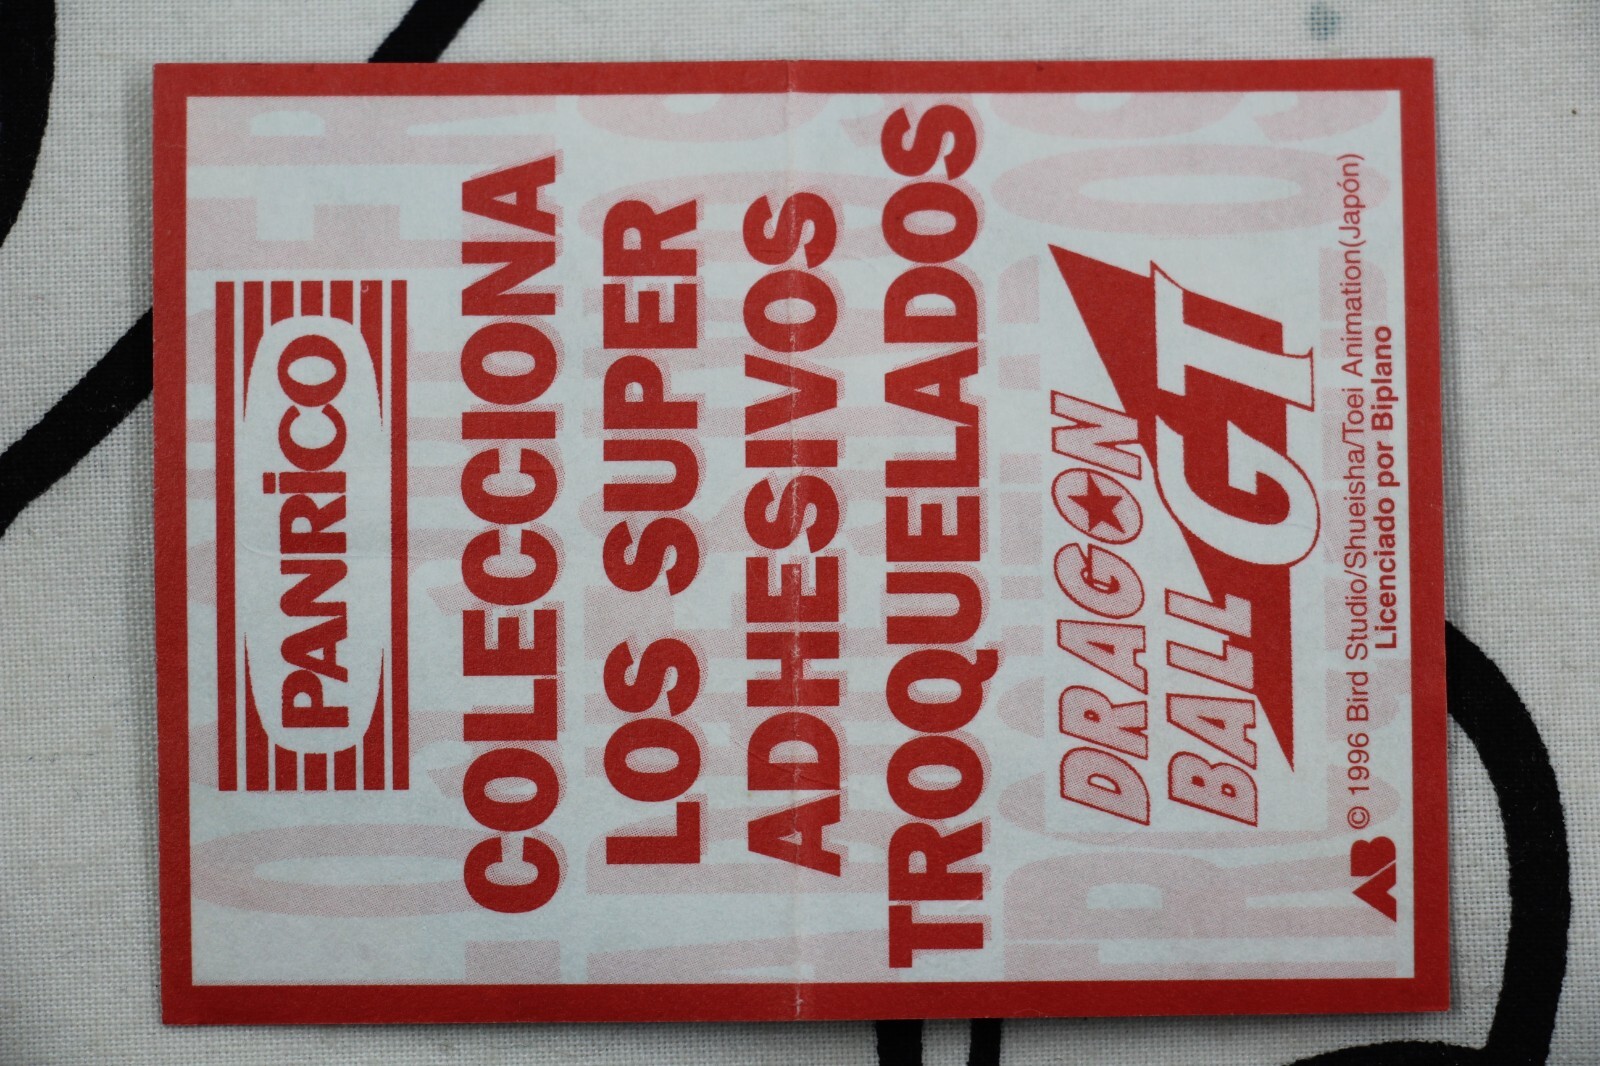 PANRiCO
COLECCIONA
LOS SUPER
ADHESIVOS
TROQUELADOS
DRAGON
BALL GT
AB © 1996 Bird Studio/Shueisha/Toei Animation(Japón)
Licenciado por Biplano